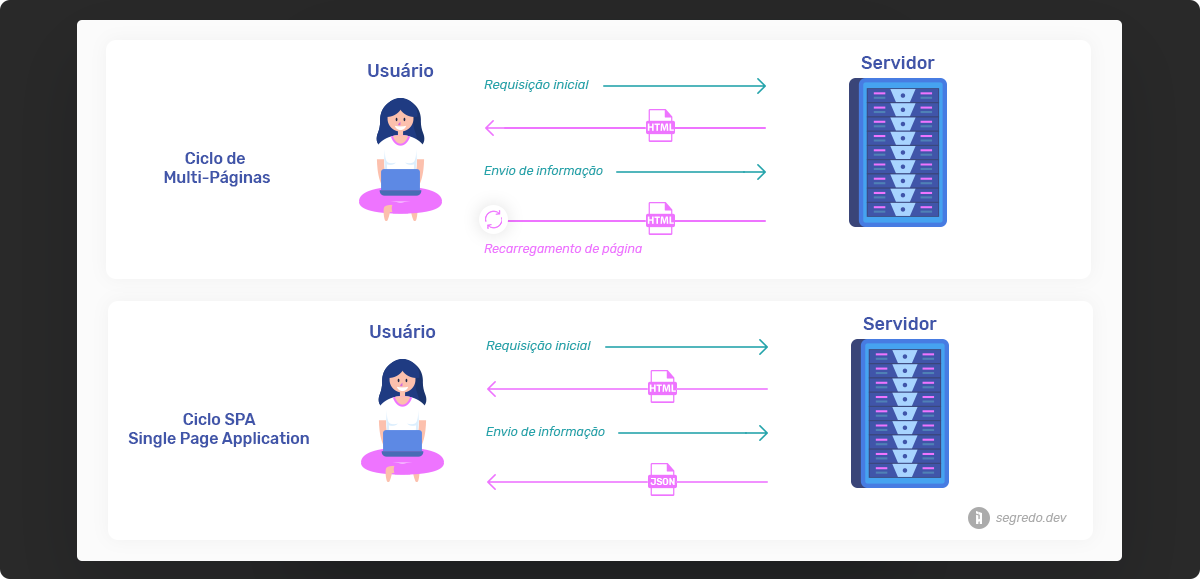 Usuário
Servidor
Requisição inicial
HTML
Ciclo de
Multi-Páginas
Envio de informação
HTML
Recarregamento de página
Usuário
Servidor
Requisição inicial
HTML
Ciclo SPA
Single Page Application
Envio de informação
JSON
segredo.dev